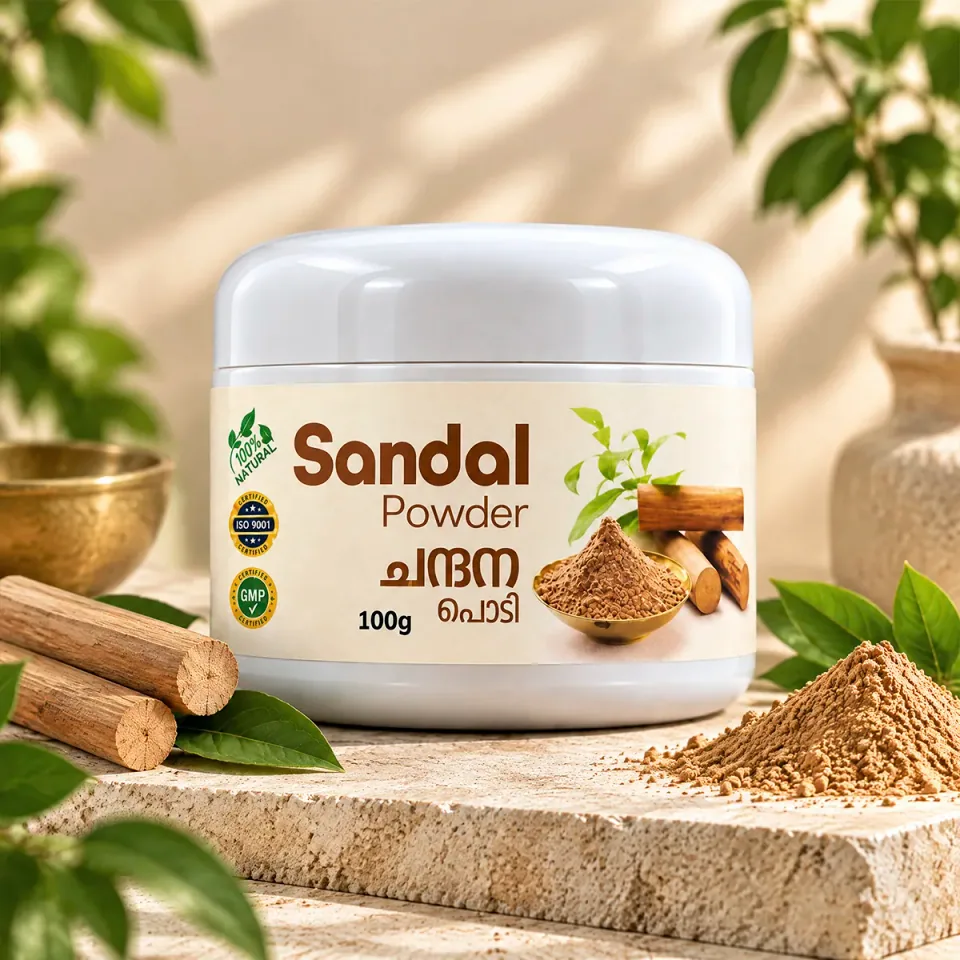 100%
NATURAL
Sandal
Powder
ചന്ദന
പൊടി
100g
CERTIFIED
ISO 9001
CERTIFIED
CERTIFIED
GMP
CERTIFIED